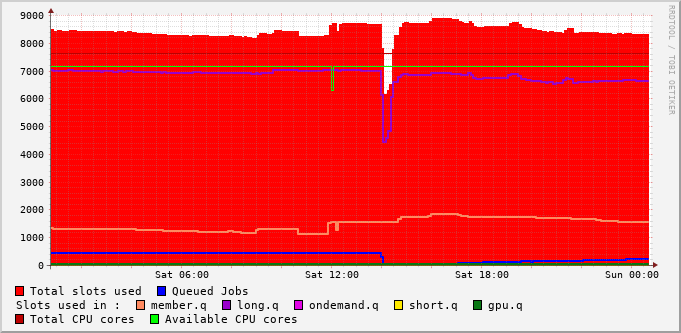 9000
8000
7000
6000
5000
4000
3000
2000
1000
0
Sat 06:00 Sat 12:00 Sat 18:00 Sun 00:00
Total slots used Queued Jobs
Slots used in : member.q long.q ondemand.q short.q gpu.q
Total CPU cores Available CPU cores
RRDTOOL / TOBI OETIKER